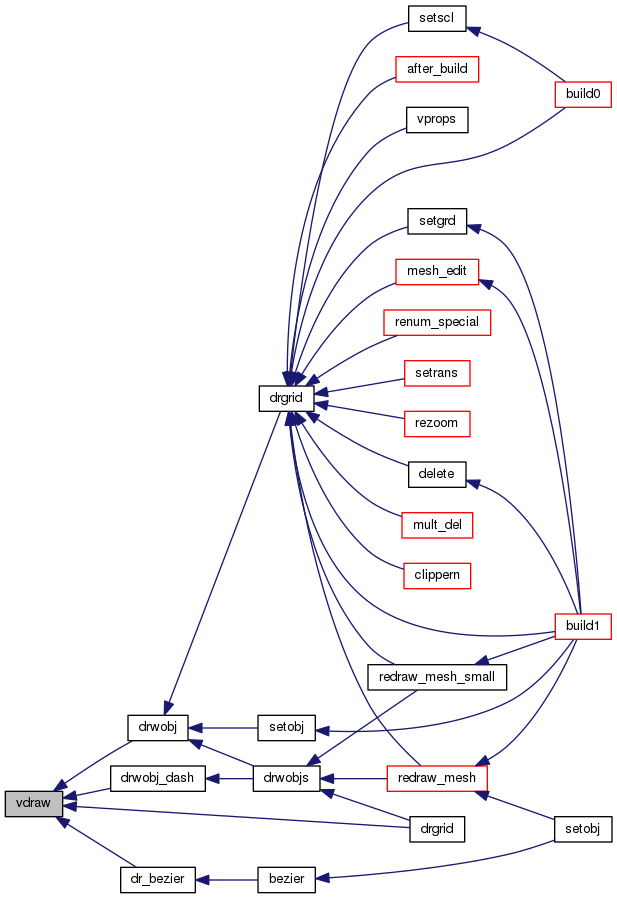 setscl
after_build
build0
vprops
setgrd
mesh_edit
renum_special
setrans
drgrid
rezoom
delete
mult_del
clippern
build1
redraw_mesh_small
drwobj
setobj
drwobj_dash
drwobjs
redraw_mesh
vdraw
drgrid
setobj
dr_bezier
bezier